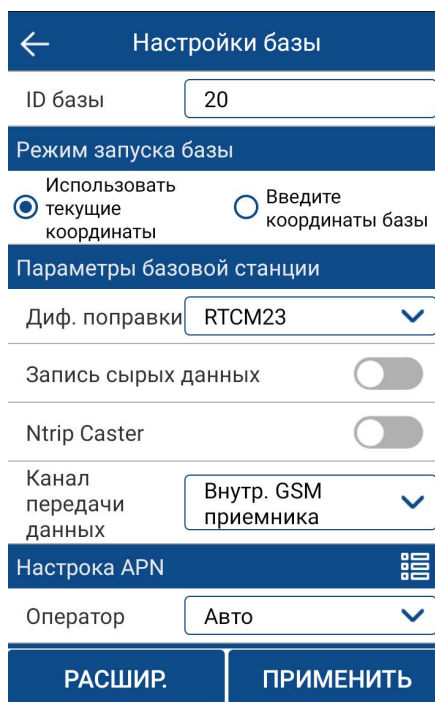 Настройки базы
ID базы
20
Режим запуска базы
Использовать
текущие
координаты
Введите
координаты базы
Параметры базовой станции
Диф. поправки
RTCM23
Запись сырых данных
Ntrip Caster
Канал
передачи
данных
Внутр. GSM
приемника
Настрока APN
Оператор
Авто
РАСШИР.
ПРИМЕНИТЬ